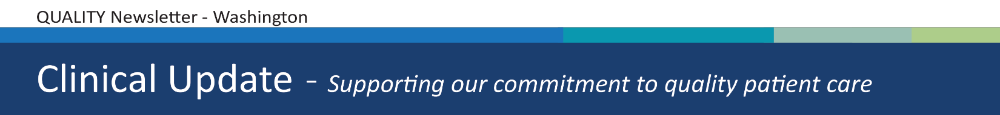 QUALITY Newsletter - Washington
Clinical Update - Supporting our commitment to quality patient care